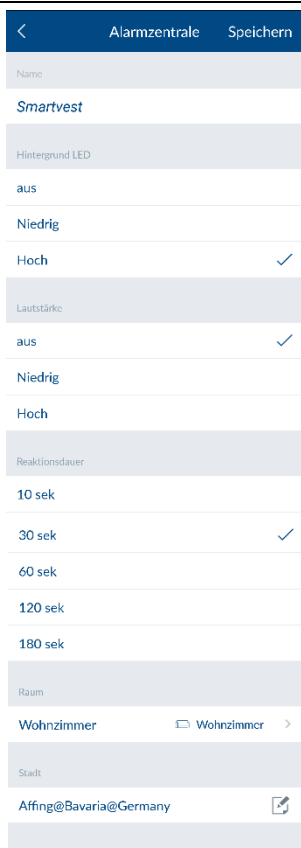 Alarmzentrale Speichern
Name
Smartvest
Hintergrund LED
aus
Niedrig
Hoch
Lautstärke
aus
Niedrig
Hoch
Reaktionsdauer
10 sek
30 sek
60 sek
120 sek
180 sek
Raum
Wohnzimmer Wohnzimmer
Stadt
Affing@Bavaria@Germany